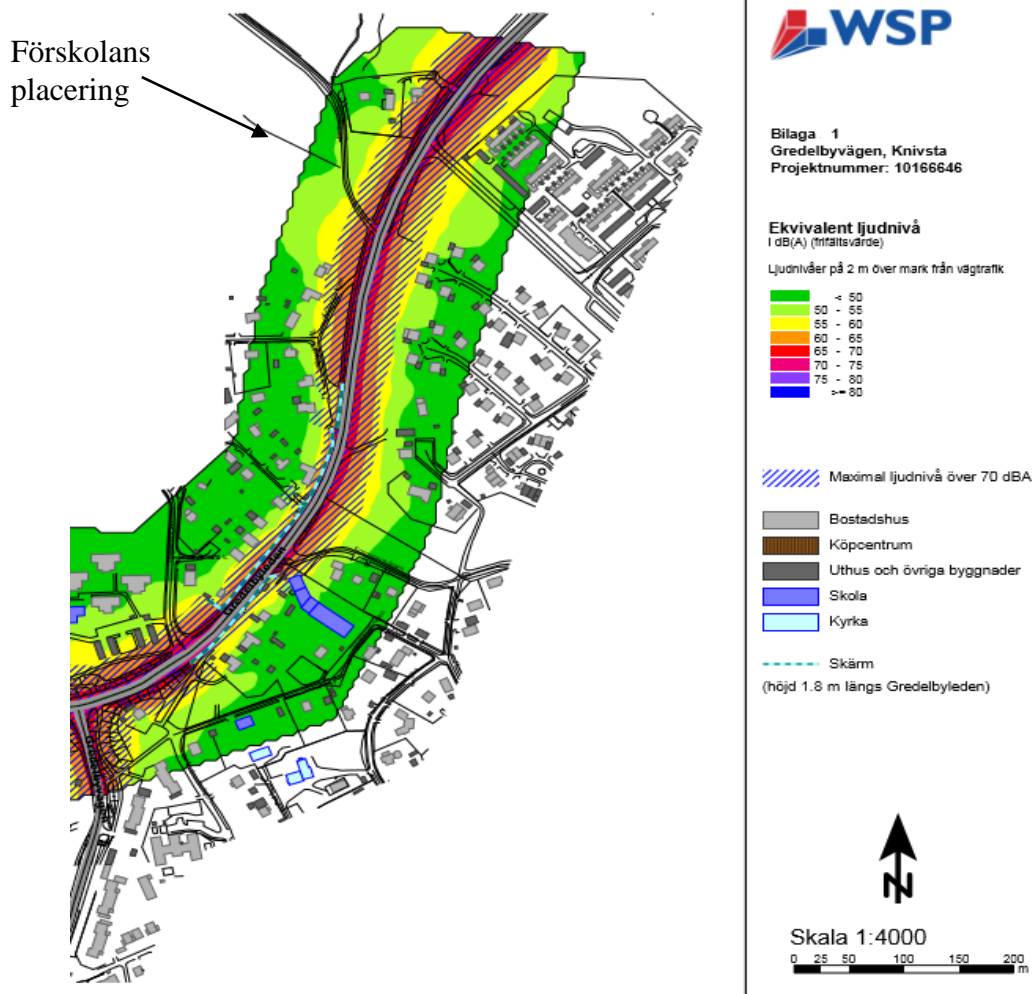 Förskolans
placering
WSP
Bilaga 1
Gredelbyvägen, Knivsta
Projektnummer: 10166646
Ekvivalent ljudnivå
i dB(A) (frifältsvärde)
Ljudnivåer på 2 m över mark från vägtrafik
< 50
50 - 55
55 - 60
60 - 65
65 - 70
70 - 75
75 - 80
>= 80
Maximal ljudnivå över 70 dBA
Bostadshus
Köpcentrum
Uthus och övriga byggnader
Skola
Kyrka
Skärm
(höjd 1.8 m längs Gredelbyleden)
Gredelbyleden
N
Skala 1:4000
0 25 50 100 150 200
m